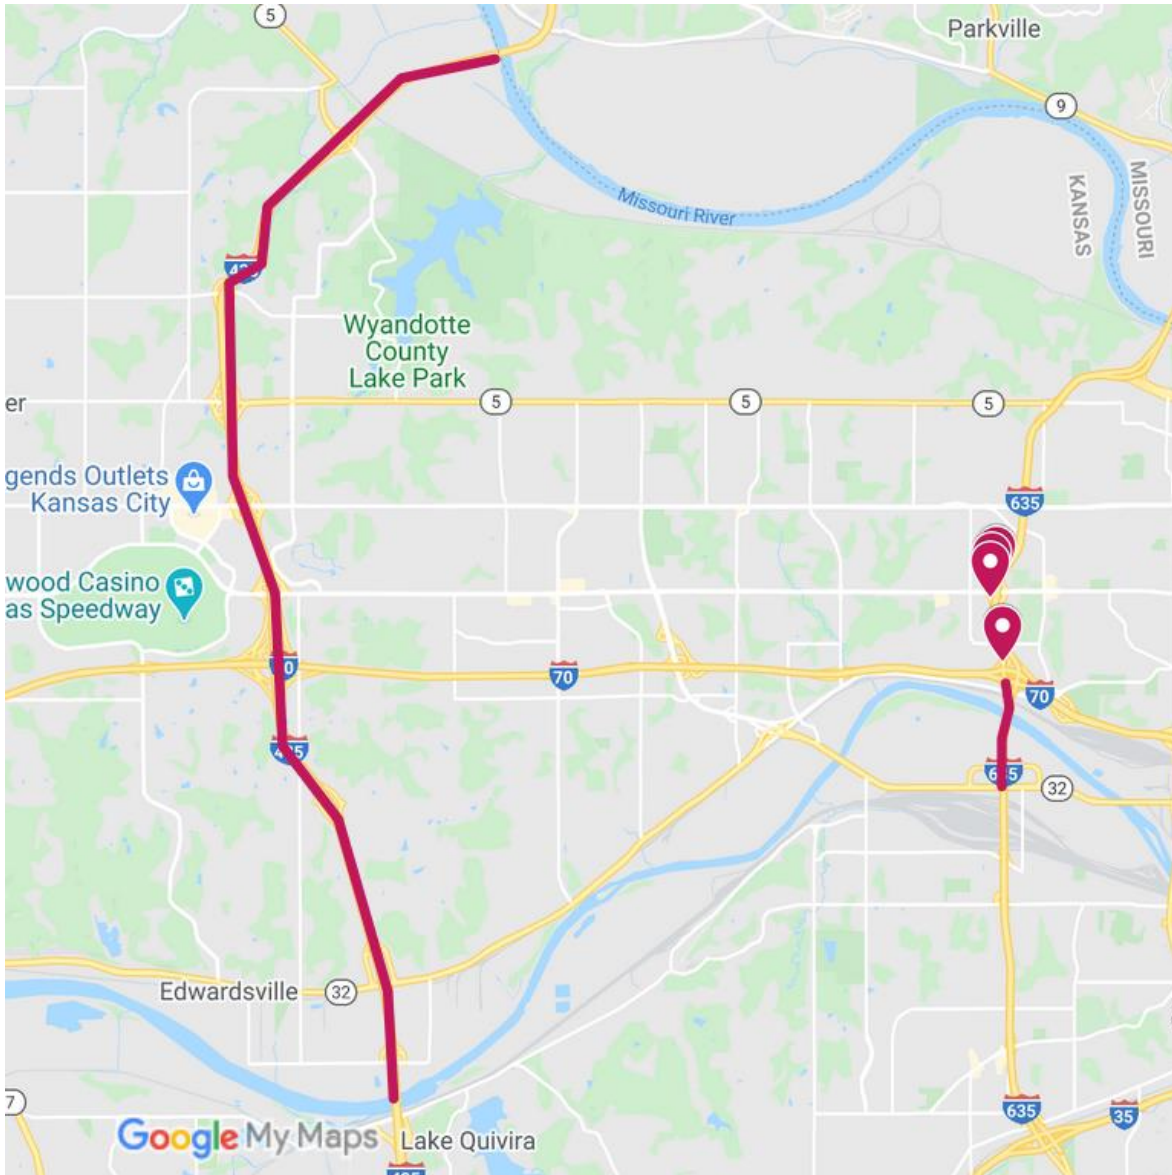 5
Parkville
9
MISSOURI
KANSAS
Missouri River
Wyandotte
County
Lake Park
er
5
5
5
gends Outlets
Kansas City
635
wood Casino
as Speedway
70
70
32
Edwardsville
32
7
635
35
Google My Maps
Lake Quivira